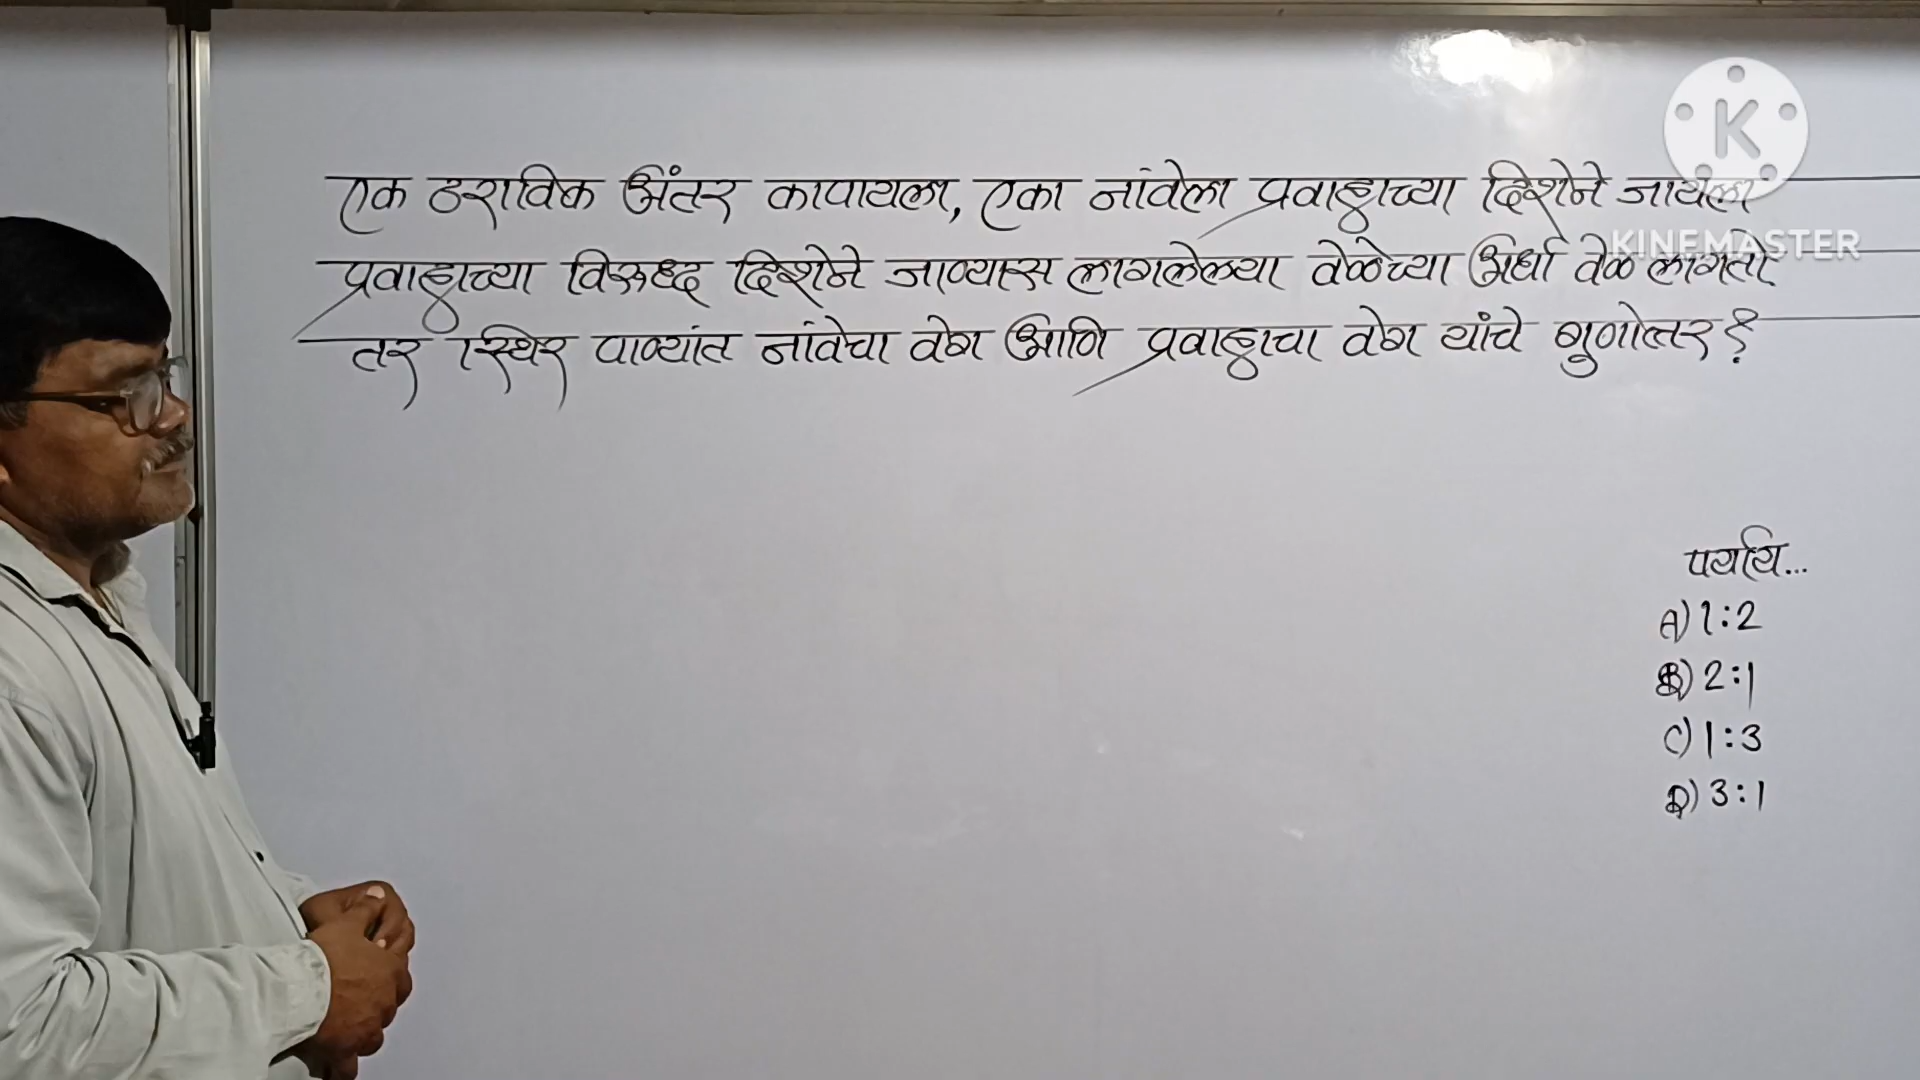 एक ठराविक अंतर कापायला, एका नांवेला प्रवाहाच्या दिशेने जायला
प्रवाहाच्या विरुध्द दिशेने जाण्यास लागलेल्या वेळेच्या अर्धा वेळ लागतो.
तर स्थिर पाण्यांत नांवेचा वेग आणि प्रवाहाचा वेग यांचे गुणोत्तर?
पर्याय...
A) 1:2
B) 2:1
C) 1:3
D) 3:1
K
KINEMASTER